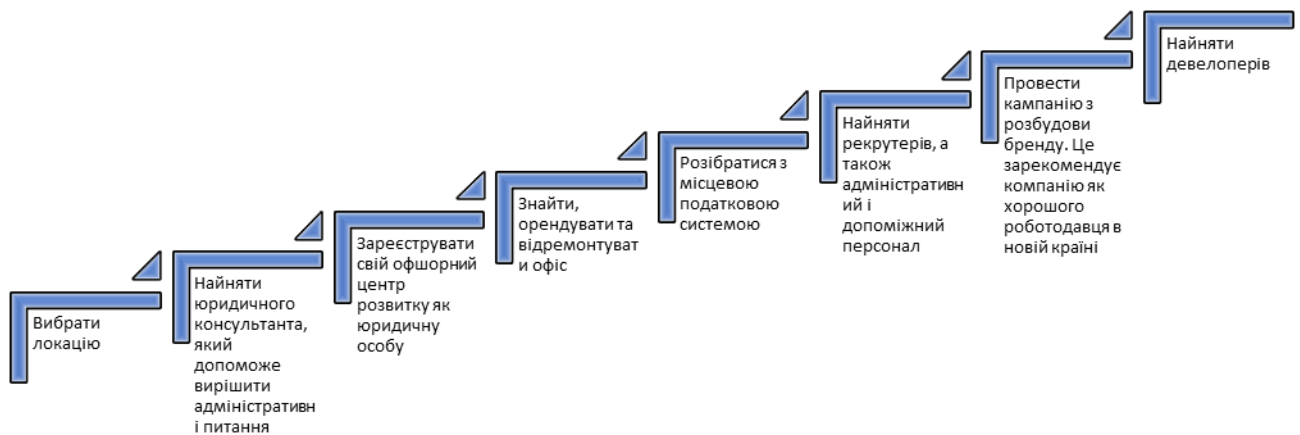 Вибрати
локацію
Найняти
юридичного
консультанта,
який
допоможе
вирішити
адміністративн
і питання
Зареєструвати
свій офшорний
центр
розвитку як
юридичну
особу
Знайти,
орендувати та
відремонтуват
и офіс
Розібратися з
місцевою
податковою
системою
Найняти
рекрутерів, а
також
адміністративн
ий і
допоміжний
персонал
Провести
кампанію з
розбудови
бренду. Це
зарекомендує
компанію як
хорошого
роботодавця в
новій країні
Найняти
девелоперів